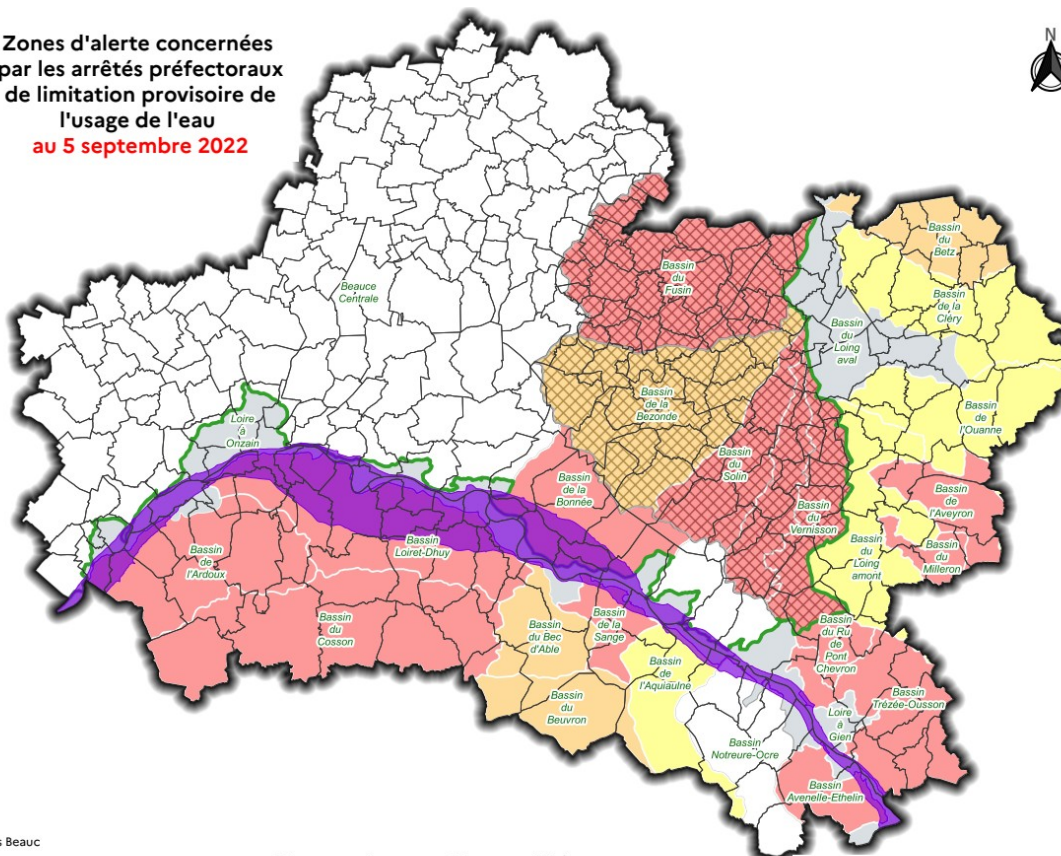 Zones d'alerte concernées
par les arrêtés préfectoraux
de limitation provisoire de
l'usage de l'eau
au 5 septembre 2022
N
Bassin
du
Betz
Bassin
du
Fusin
Beauce
Centrale
Bassin
de la
Cléry
Bassin
du
Loing
aval
Bassin
de la
Bezonde
Loire
à
Onzain
Bassin
de
l'Ouanne
Bassin
du
Solin
Bassin
de la
Bonnée
Bassin
de
l'Aveyron
Bassin
du
Vernisson
Bassin
Loiret-Dhuy
Bassin
de
l'Ardoux
Bassin
du
Loing
amont
Bassin
du
Milleron
Bassin
du
Cosson
Bassin
du Bec
d'Able
Bassin
de la
Sange
Bassin
du Ru
de
Pont
Chevron
Bassin
de
l'Aquiaulne
Bassin
Trézée-Ousson
Bassin
du
Beuvron
Loire
à
Gien
Bassin
Notreure-Ocre
Bassin
Avenelle-Ethelin
s Beauc